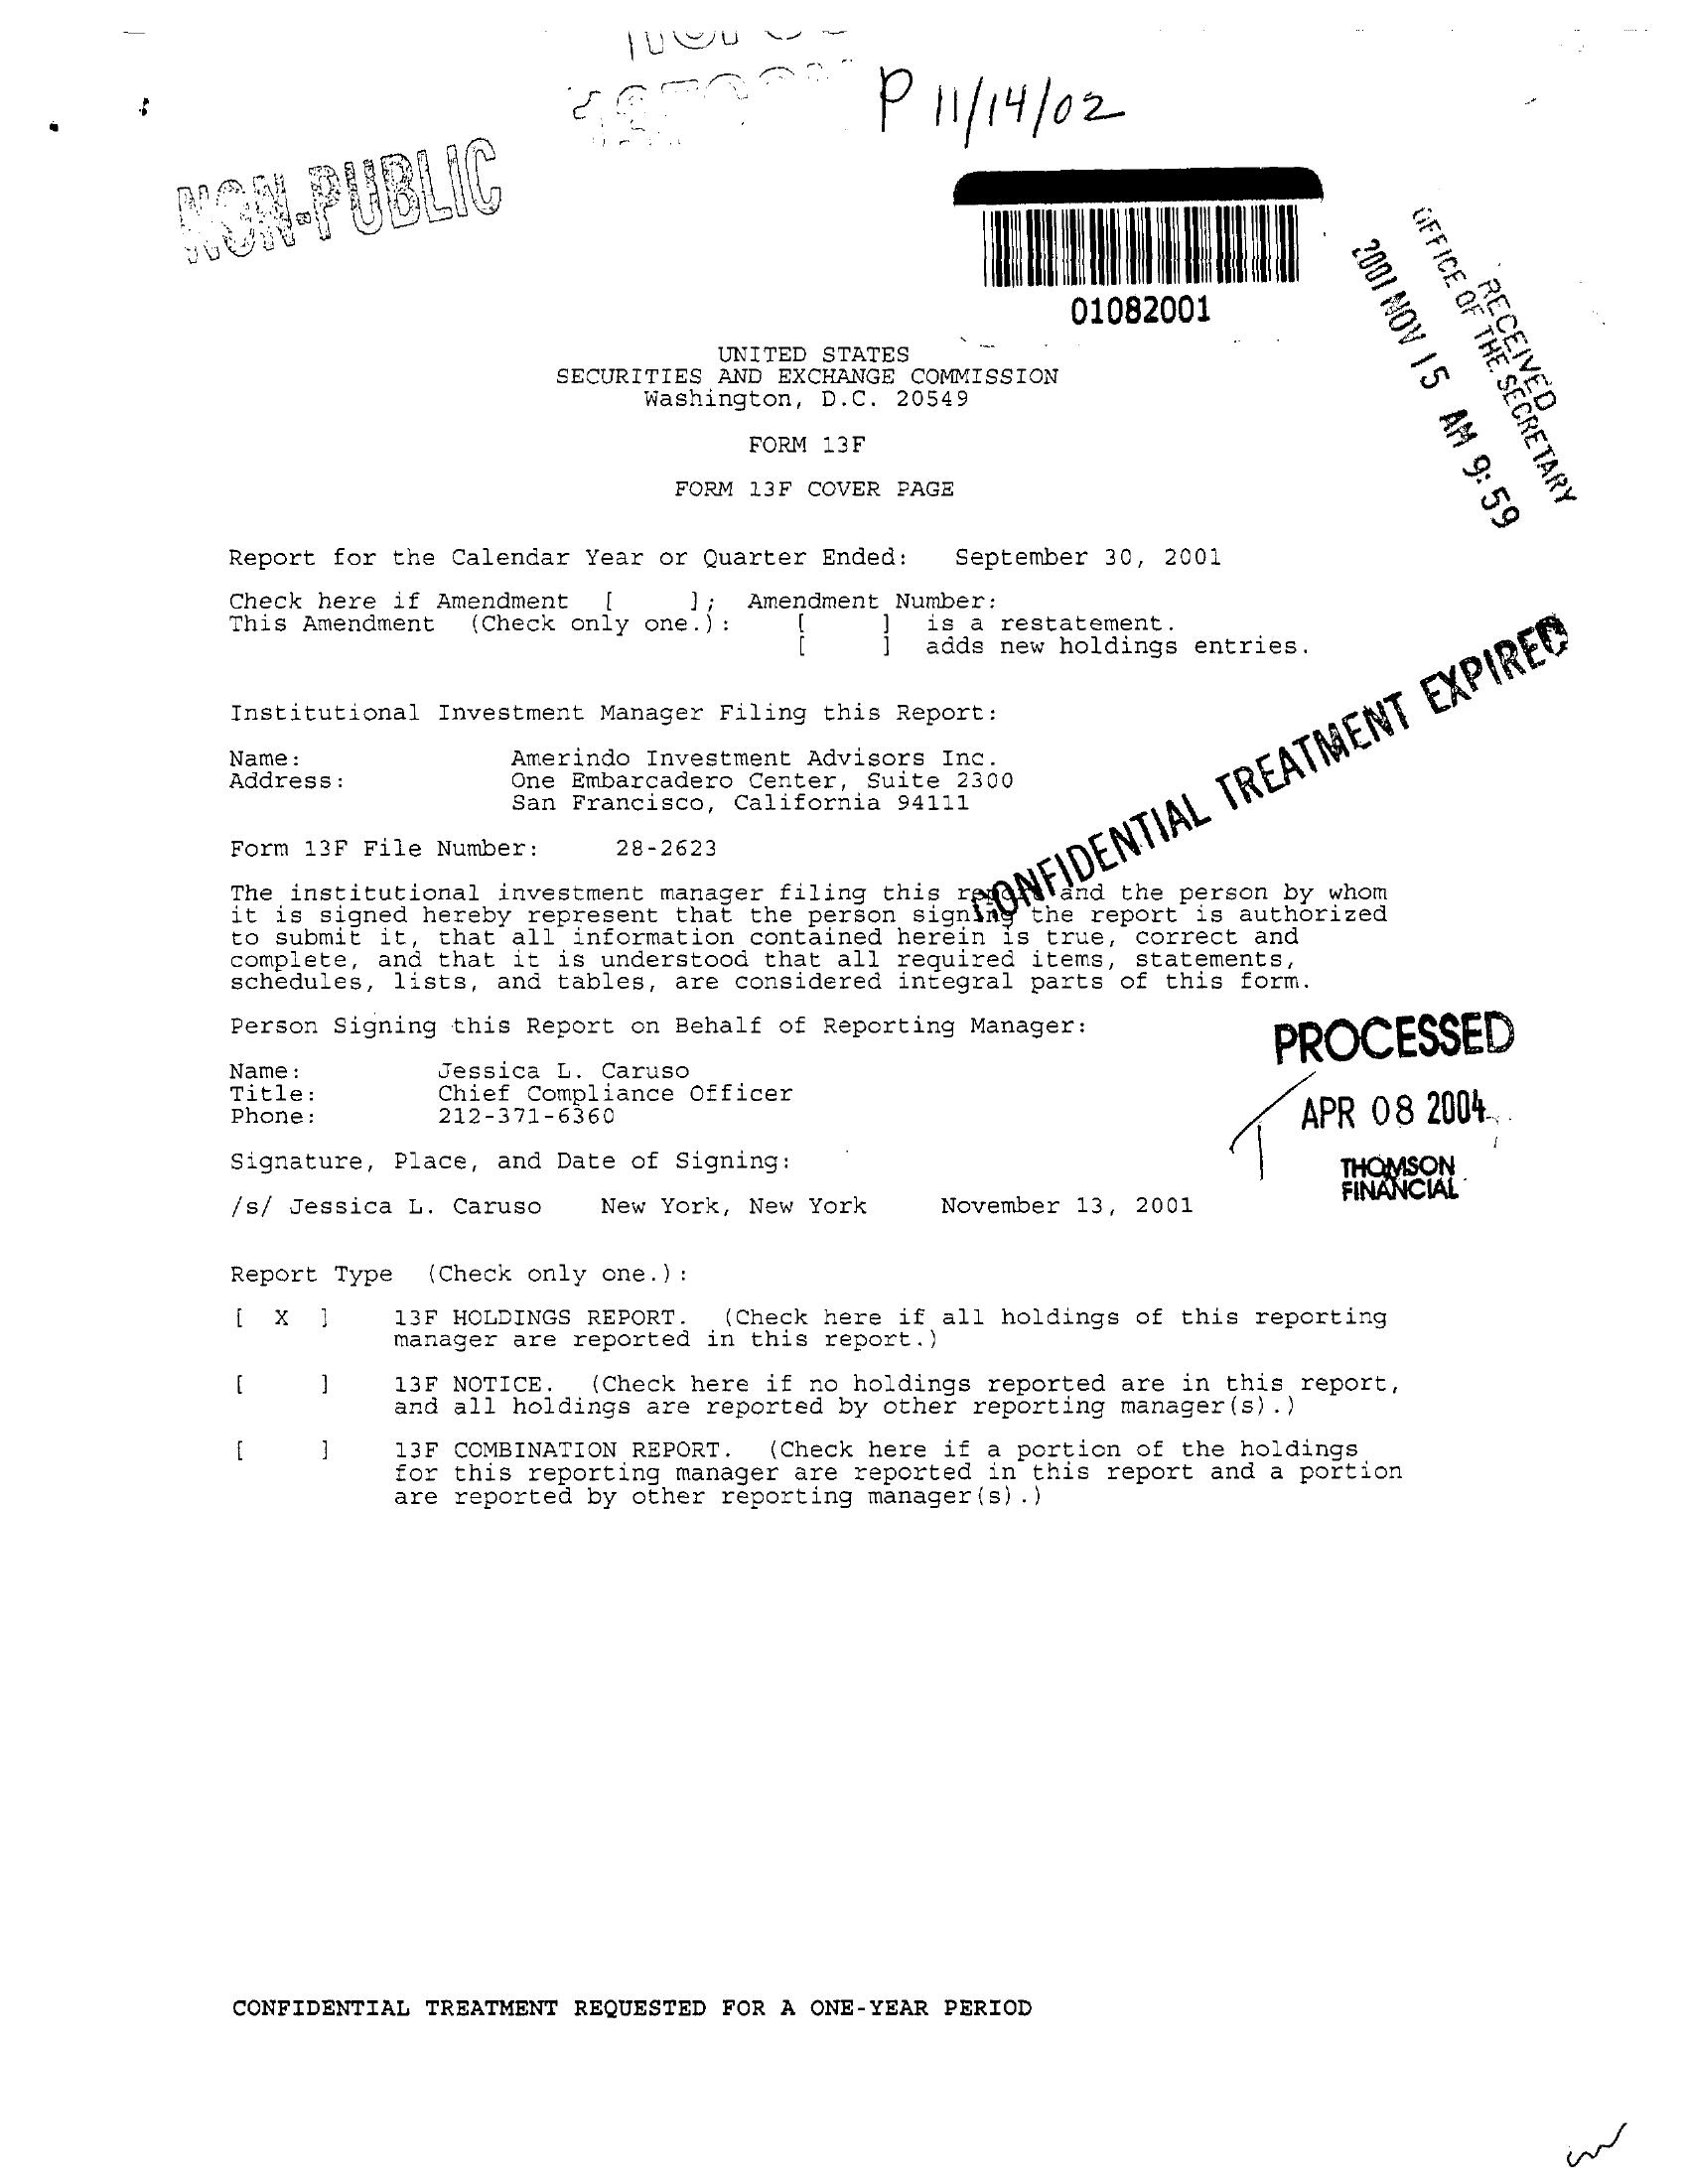 P 11/14/02
NON-PUBLIC
01082001
RECEIVED
OFFICE OF THE SECRETARY
2001 NOV 15 AM 9:59
UNITED STATES
SECURITIES AND EXCHANGE COMMISSION
Washington, D.C. 20549
FORM 13F
FORM 13F COVER PAGE
Report for the Calendar Year or Quarter Ended: September 30, 2001
Check here if Amendment [ ]; Amendment Number:
This Amendment (Check only one.): [ ] is a restatement.
[ ] adds new holdings entries.
CONFIDENTIAL TREATMENT EXPIRED
Institutional Investment Manager Filing this Report:
Name: Amerindo Investment Advisors Inc.
Address: One Embarcadero Center, Suite 2300
San Francisco, California 94111
Form 13F File Number: 28-2623
The institutional investment manager filing this report and the person by whom
it is signed hereby represent that the person signing the report is authorized
to submit it, that all information contained herein is true, correct and
complete, and that it is understood that all required items, statements,
schedules, lists, and tables, are considered integral parts of this form.
Person Signing this Report on Behalf of Reporting Manager:
Name: Jessica L. Caruso
Title: Chief Compliance Officer
Phone: 212-371-6360
PROCESSED
APR 08 2004
THOMSON
FINANCIAL
Signature, Place, and Date of Signing:
/s/ Jessica L. Caruso New York, New York November 13, 2001
Report Type (Check only one.):
[ X ] 13F HOLDINGS REPORT. (Check here if all holdings of this reporting
manager are reported in this report.)
[ ] 13F NOTICE. (Check here if no holdings reported are in this report,
and all holdings are reported by other reporting manager(s).)
[ ] 13F COMBINATION REPORT. (Check here if a portion of the holdings
for this reporting manager are reported in this report and a portion
are reported by other reporting manager(s).)
CONFIDENTIAL TREATMENT REQUESTED FOR A ONE-YEAR PERIOD